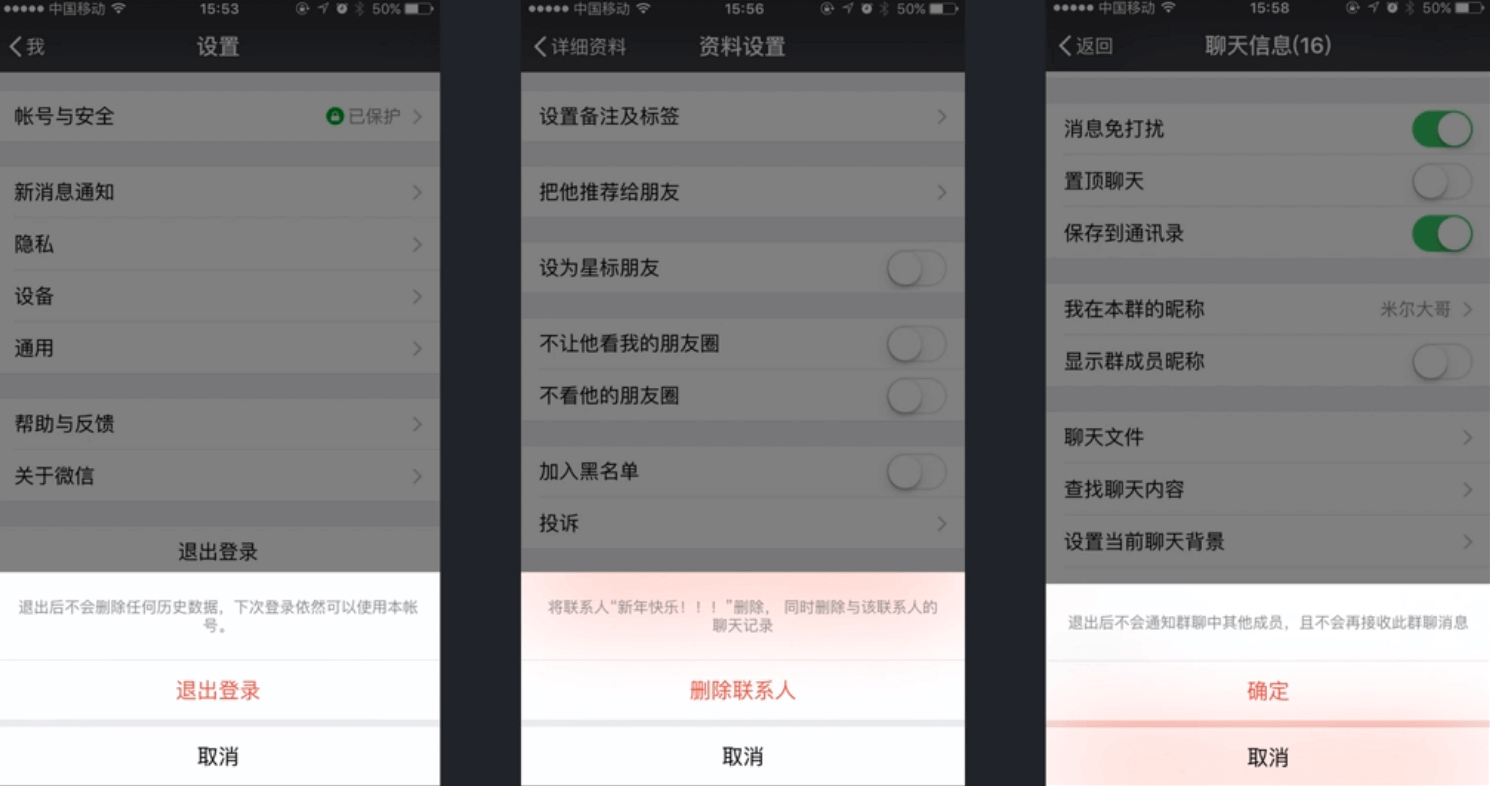 中国移动 15:53 50%
我 设置
帐号与安全 已保护
新消息通知
隐私
设备
通用
帮助与反馈
关于微信
退出登录
退出后不会删除任何历史数据，下次登录依然可以使用本帐
号。
退出登录
取消
中国移动 15:56 50%
详细资料 资料设置
设置备注及标签
把他推荐给朋友
设为星标朋友
不让他看我的朋友圈
不看他的朋友圈
加入黑名单
投诉
将联系人“新年快乐！！！”删除， 同时删除与该联系人的
聊天记录
删除联系人
取消
中国移动 15:58 50%
返回 聊天信息(16)
消息免打扰
置顶聊天
保存到通讯录
我在本群的昵称 米尔大哥
显示群成员昵称
聊天文件
查找聊天内容
设置当前聊天背景
退出后不会通知群聊中其他成员，且不会再接收此群聊消息
确定
取消